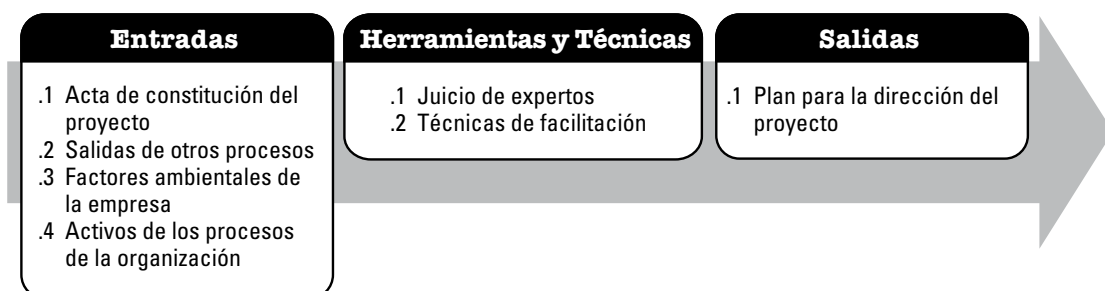 Entradas
.1 Acta de constitución del
proyecto
.2 Salidas de otros procesos
.3 Factores ambientales de
la empresa
.4 Activos de los procesos
de la organización
Herramientas y Técnicas
.1 Juicio de expertos
.2 Técnicas de facilitación
Salidas
.1 Plan para la dirección del
proyecto